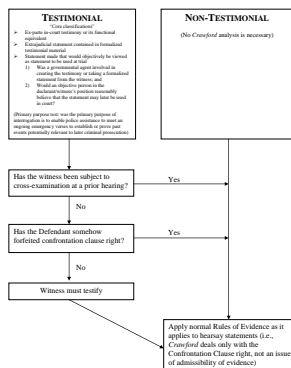 TESTIMONIAL
"Core classifications"
➢ Ex-parte in-court testimony or its functional
equivalent
➢ Extrajudicial statement contained in formalized
testimonial material
➢ Statement made that would objectively be viewed
as statement to be used at trial
1) Was a governmental agent involved in
creating the testimony or taking a formalized
statement from the witness; and
2) Would an objective person in the
declarant/witness's position reasonably
believe that the statement may later be used
in court?
(Primary purpose test: was the primary purpose of
interrogation is to enable police assistance to meet an
ongoing emergency verses to establish or prove past
events potentially relevant to later criminal prosecution)
NON-TESTIMONIAL
(No Crawford analysis is necessary)
Has the witness been subject to
cross-examination at a prior hearing?
Yes
No
Has the Defendant somehow
forfeited confrontation clause right?
Yes
No
Witness must testify
Apply normal Rules of Evidence as it
applies to hearsay statements (i.e.,
Crawford deals only with the
Confrontation Clause right, not an issue
of admissibility of evidence)